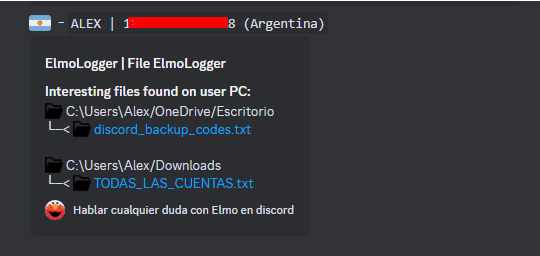 - ALEX | 1 8 (Argentina)
ElmoLogger | File ElmoLogger
Interesting files found on user PC:
C:\Users\Alex/OneDrive/Escritorio
└─< discord_backup_codes.txt
C:\Users\Alex/Downloads
└─< TODAS_LAS_CUENTAS.txt
Hablar cualquier duda con Elmo en discord